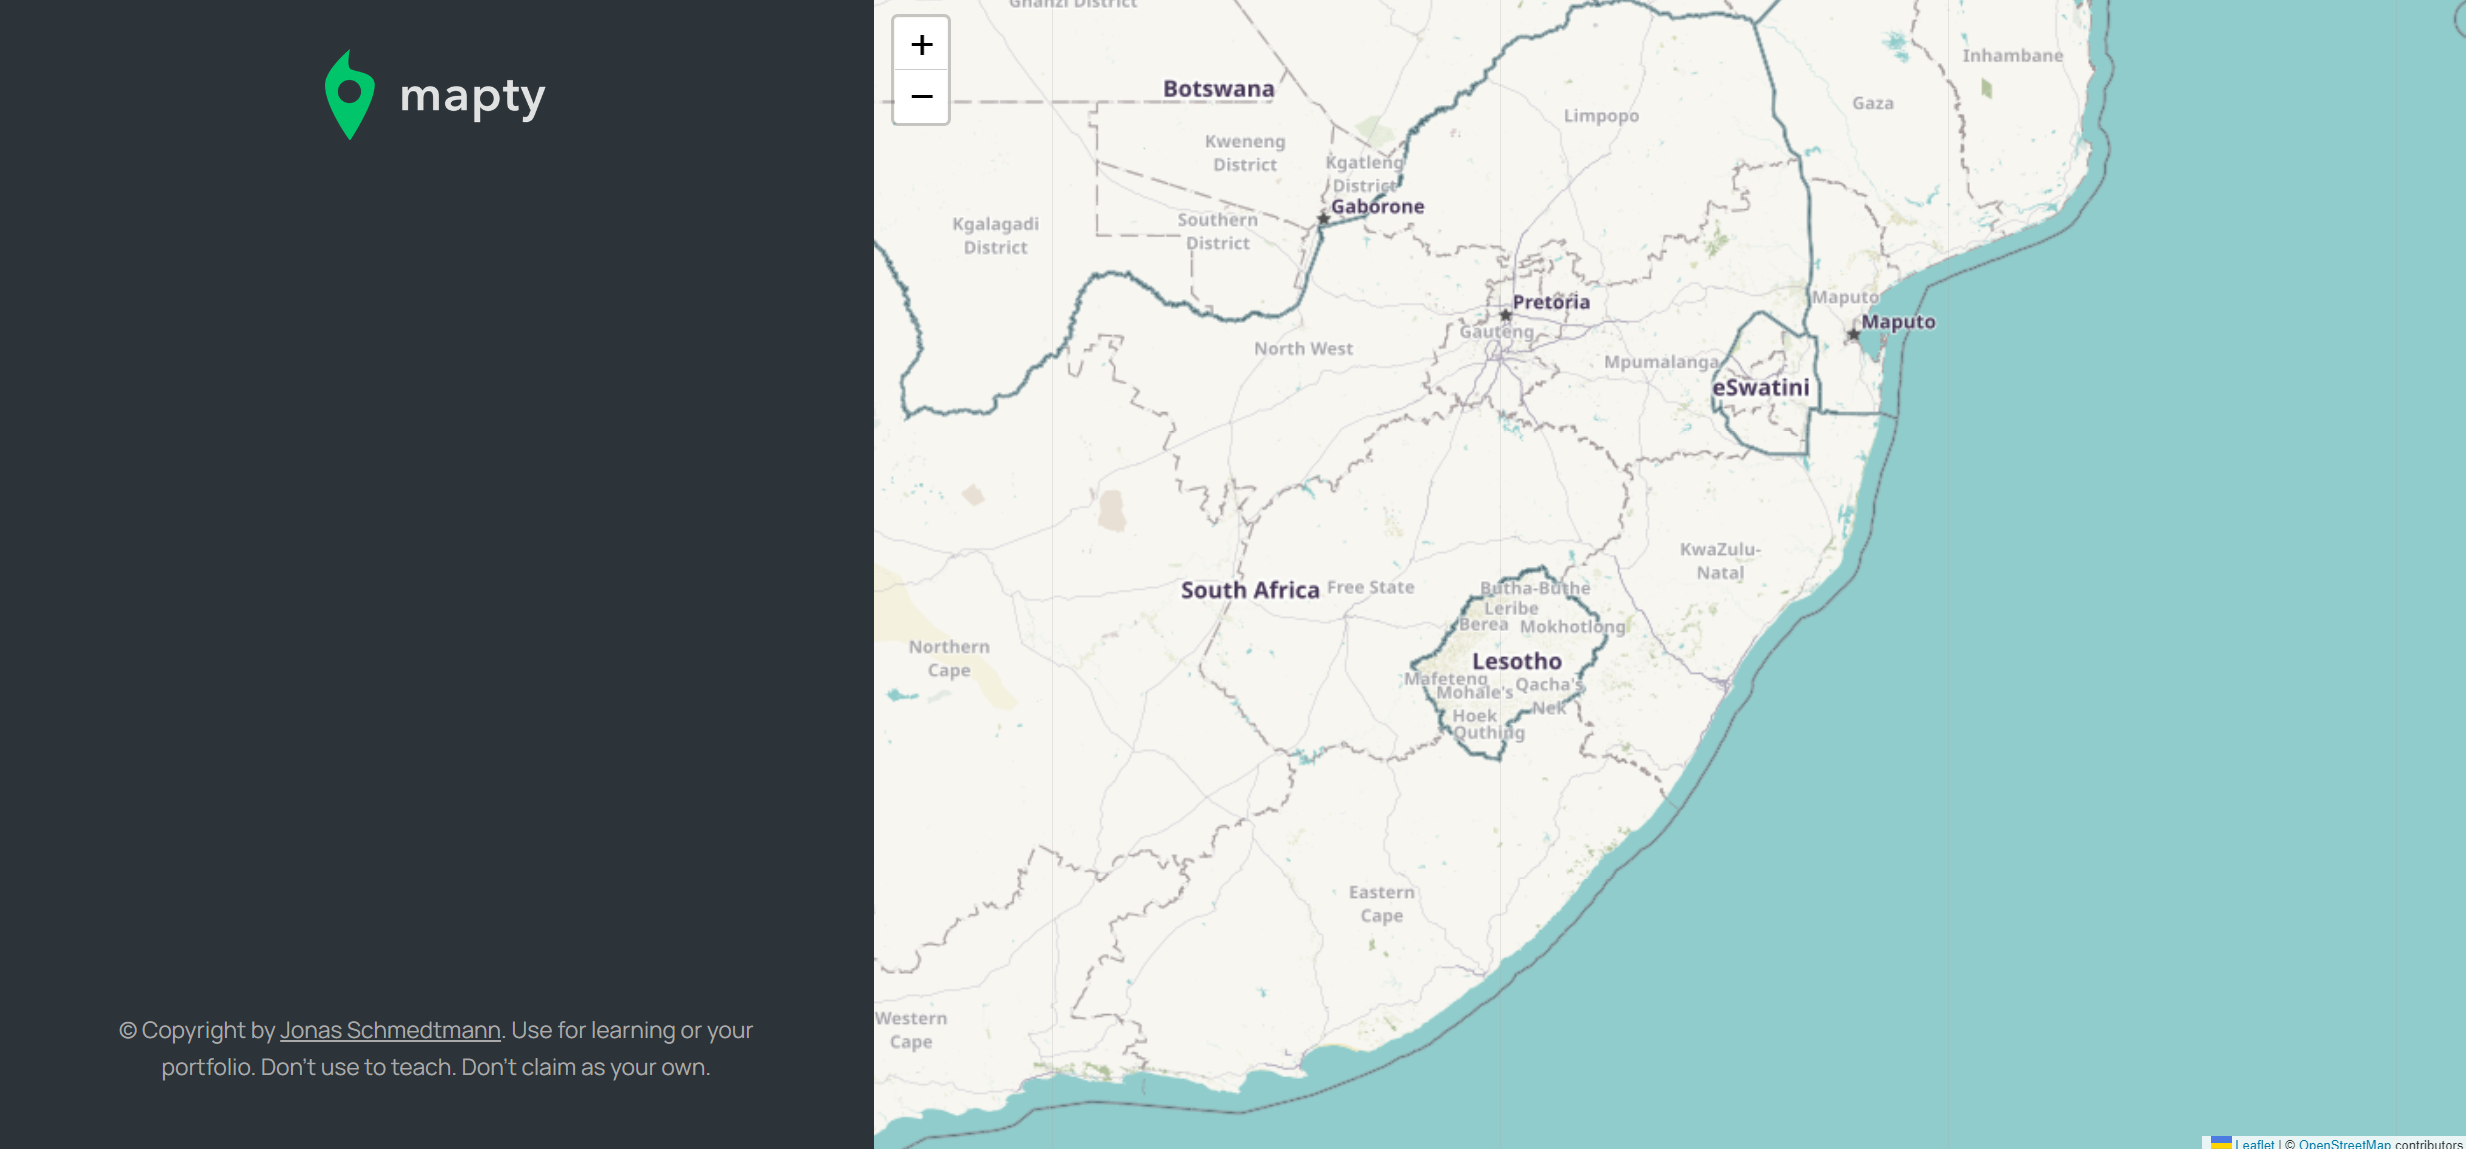 mapty
© Copyright by Jonas Schmedtmann. Use for learning or your
portfolio. Don't use to teach. Don't claim as your own.
+
−
Ghanzi District
Botswana
Kweneng
District
Kgatleng
District
Gaborone
Kgalagadi
District
Southern
District
Limpopo
Gaza
Inhambane
Pretoria
Gauteng
North West
Mpumalanga
Maputo
Maputo
eSwatini
KwaZulu-
Natal
South Africa
Free State
Butha-Buthe
Leribe
Berea
Mokhotlong
Lesotho
Mafeteng
Mohale's
Hoek
Qacha's
Nek
Quthing
Northern
Cape
Eastern
Cape
Western
Cape
Leaflet | © OpenStreetMap contributors